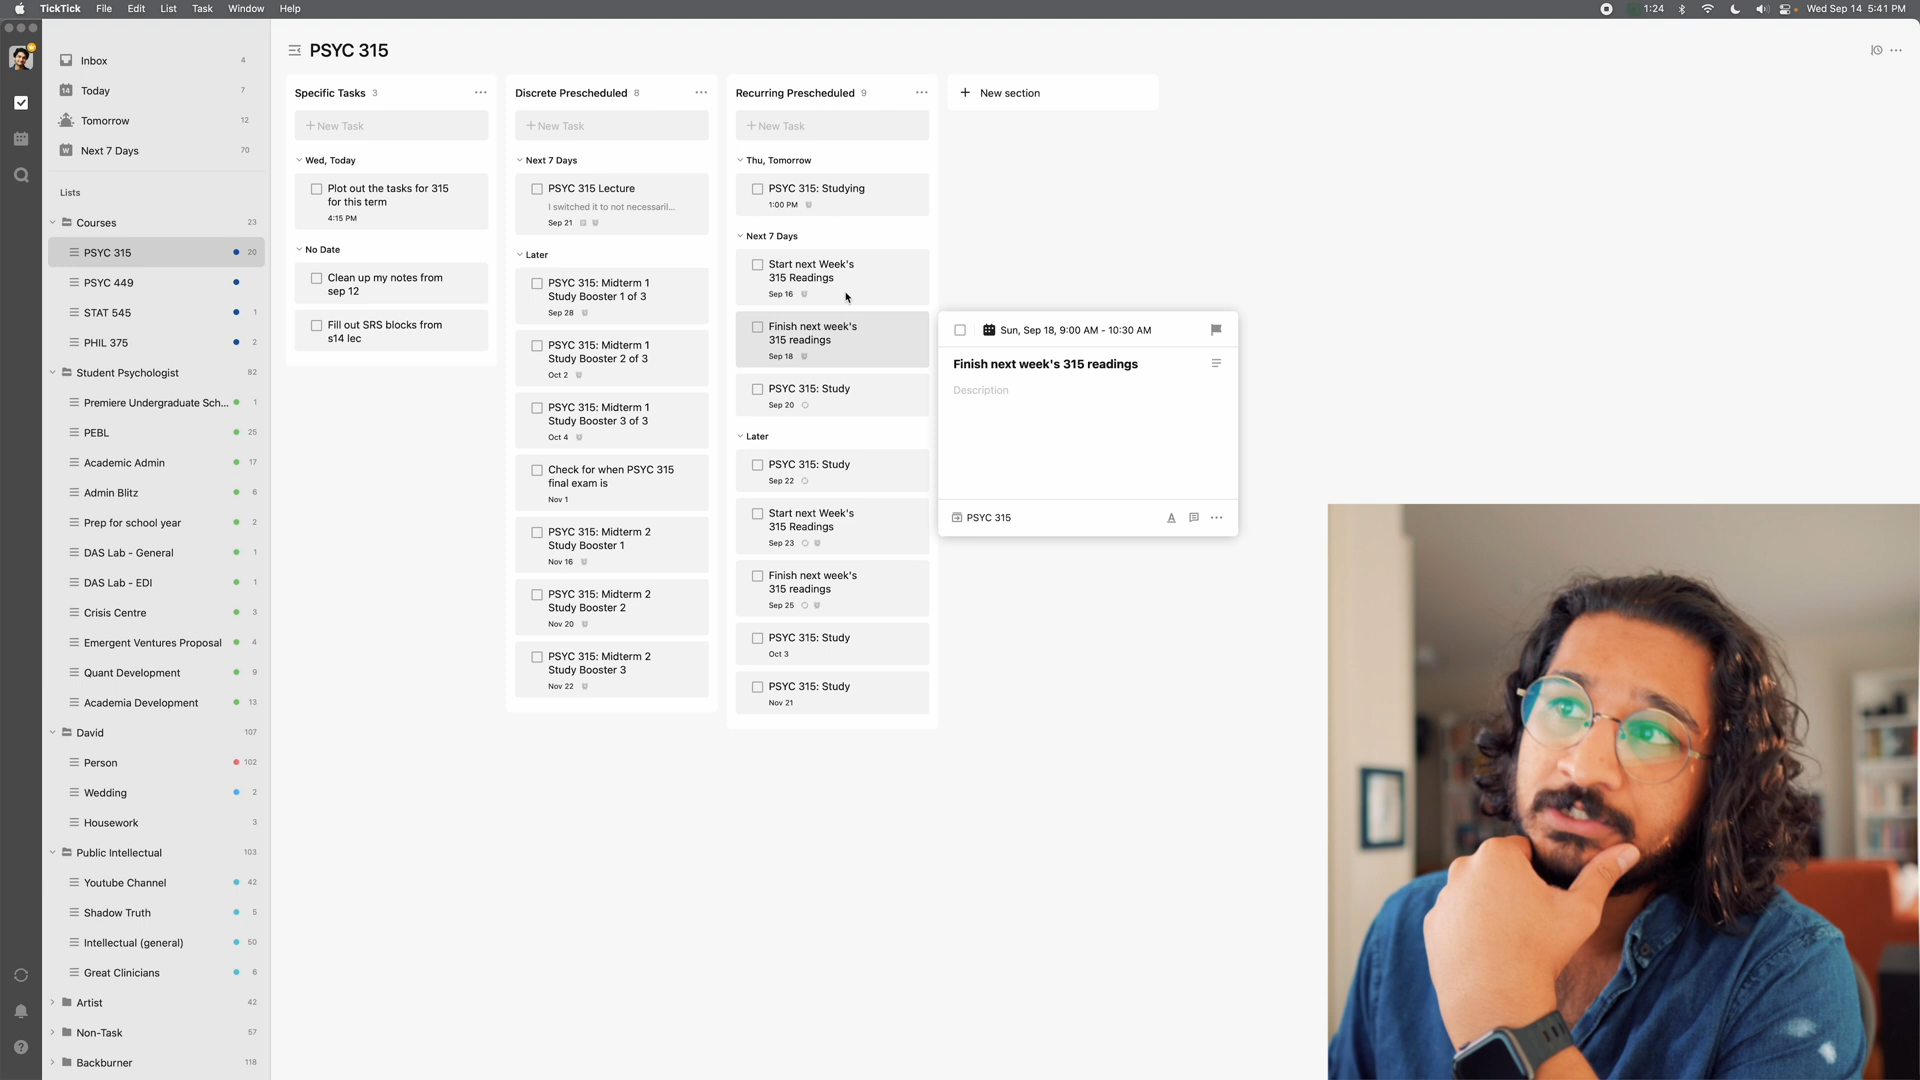 TickTick File Edit List Task Window Help
1:24 Wed Sep 14 5:41 PM
Inbox 4
14 Today 7
Tomorrow 12
W Next 7 Days 70
Lists
Courses 23
PSYC 315 20
PSYC 449
STAT 545 1
PHIL 375 2
Student Psychologist 82
Premiere Undergraduate Sch... 1
PEBL 25
Academic Admin 17
Admin Blitz 6
Prep for school year 2
DAS Lab - General 1
DAS Lab - EDI 1
Crisis Centre 3
Emergent Ventures Proposal 4
Quant Development 9
Academia Development 13
David 107
Person 102
Wedding 2
Housework 3
Public Intellectual 103
Youtube Channel 42
Shadow Truth 5
Intellectual (general) 50
Great Clinicians 6
Artist 42
Non-Task 57
Backburner 118
PSYC 315
Specific Tasks 3
+ New Task
Wed, Today
Plot out the tasks for 315
for this term
4:15 PM
No Date
Clean up my notes from
sep 12
Fill out SRS blocks from
s14 lec
Discrete Prescheduled 8
+ New Task
Next 7 Days
PSYC 315 Lecture
I switched it to not necessaril...
Sep 21
Later
PSYC 315: Midterm 1
Study Booster 1 of 3
Sep 28
PSYC 315: Midterm 1
Study Booster 2 of 3
Oct 2
PSYC 315: Midterm 1
Study Booster 3 of 3
Oct 4
Check for when PSYC 315
final exam is
Nov 1
PSYC 315: Midterm 2
Study Booster 1
Nov 16
PSYC 315: Midterm 2
Study Booster 2
Nov 20
PSYC 315: Midterm 2
Study Booster 3
Nov 22
Recurring Prescheduled 9
+ New Task
Thu, Tomorrow
PSYC 315: Studying
1:00 PM
Next 7 Days
Start next Week's
315 Readings
Sep 16
Finish next week's
315 readings
Sep 18
PSYC 315: Study
Sep 20
Later
PSYC 315: Study
Sep 22
Start next Week's
315 Readings
Sep 23
Finish next week's
315 readings
Sep 25
PSYC 315: Study
Oct 3
PSYC 315: Study
Nov 21
+ New section
Sun, Sep 18, 9:00 AM - 10:30 AM
Finish next week's 315 readings
Description
PSYC 315 A